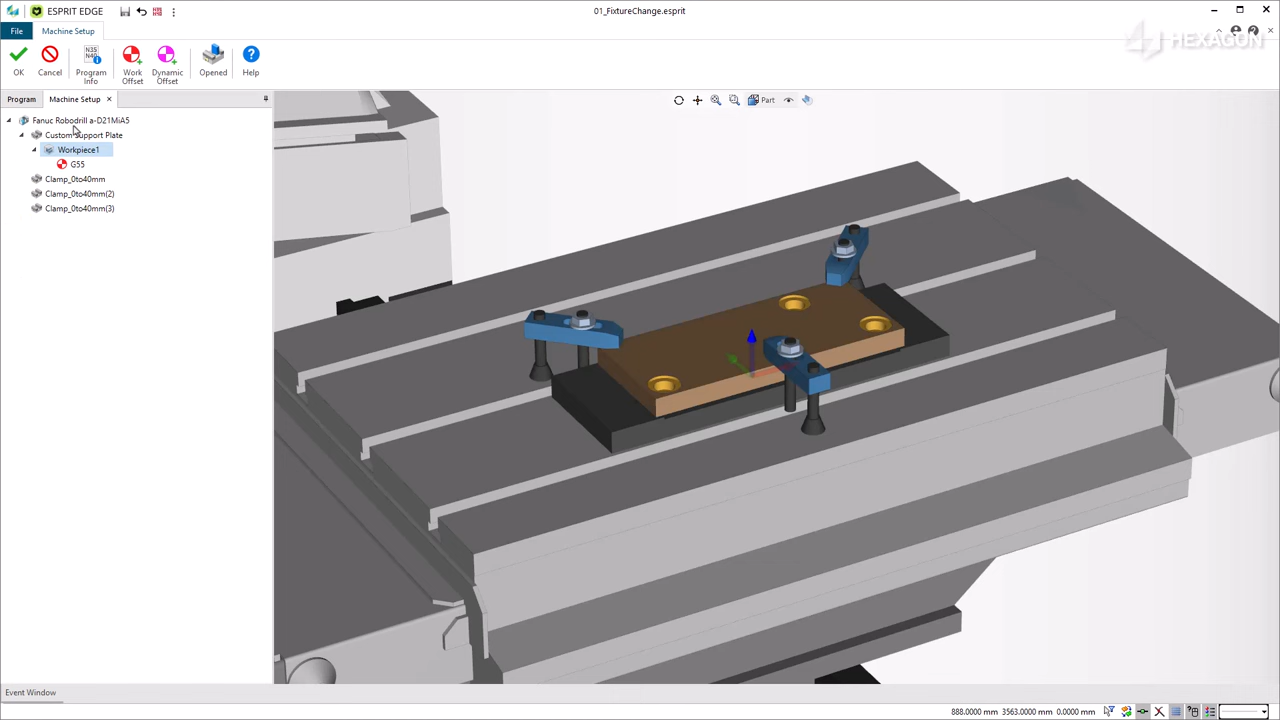 ESPRIT EDGE
01_FixtureChange.esprit
File
Machine Setup
HEXAGON
OK
Cancel
N3S
N4S
Program
Info
Work
Offset
Dynamic
Offset
Opened
Help
Program
Machine Setup
Part
Fanuc Robodrill a-D21MiA5
Custom Support Plate
Workpiece1
G55
Clamp_0to40mm
Clamp_0to40mm(2)
Clamp_0to40mm(3)
Event Window
888.0000 mm 3563.0000 mm 0.0000 mm